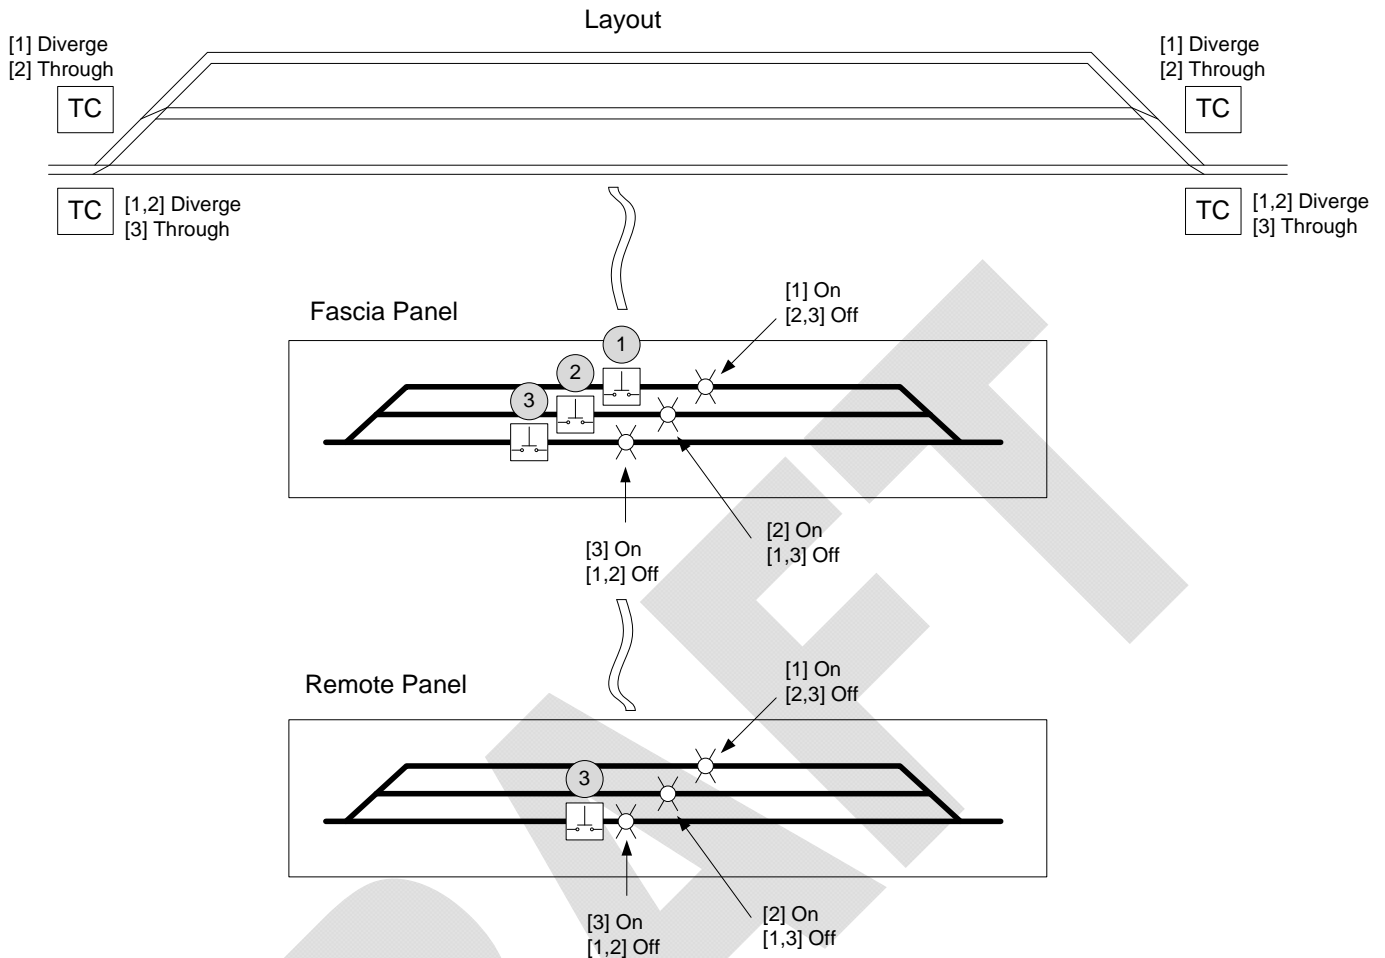 Layout
[1] Diverge
[2] Through
TC
[1] Diverge
[2] Through
TC
TC
[1,2] Diverge
[3] Through
TC
[1,2] Diverge
[3] Through
Fascia Panel
[1] On
[2,3] Off
1
2
3
[3] On
[1,2] Off
[2] On
[1,3] Off
Remote Panel
[1] On
[2,3] Off
3
[3] On
[1,2] Off
[2] On
[1,3] Off
DRAFT